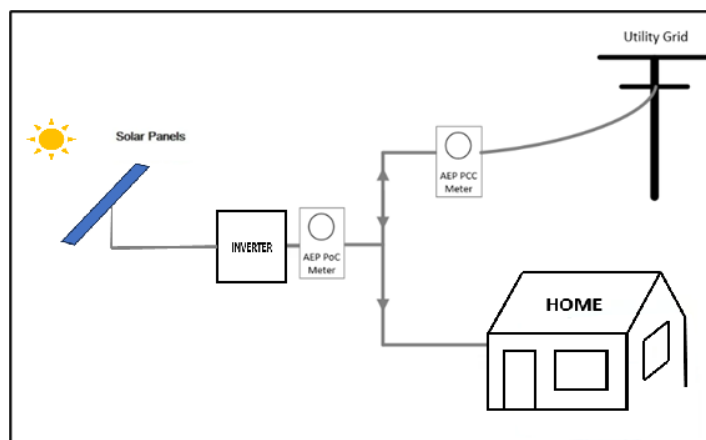 Utility Grid
Solar Panels
AEP PCC
Meter
INVERTER
AEP PoC
Meter
HOME